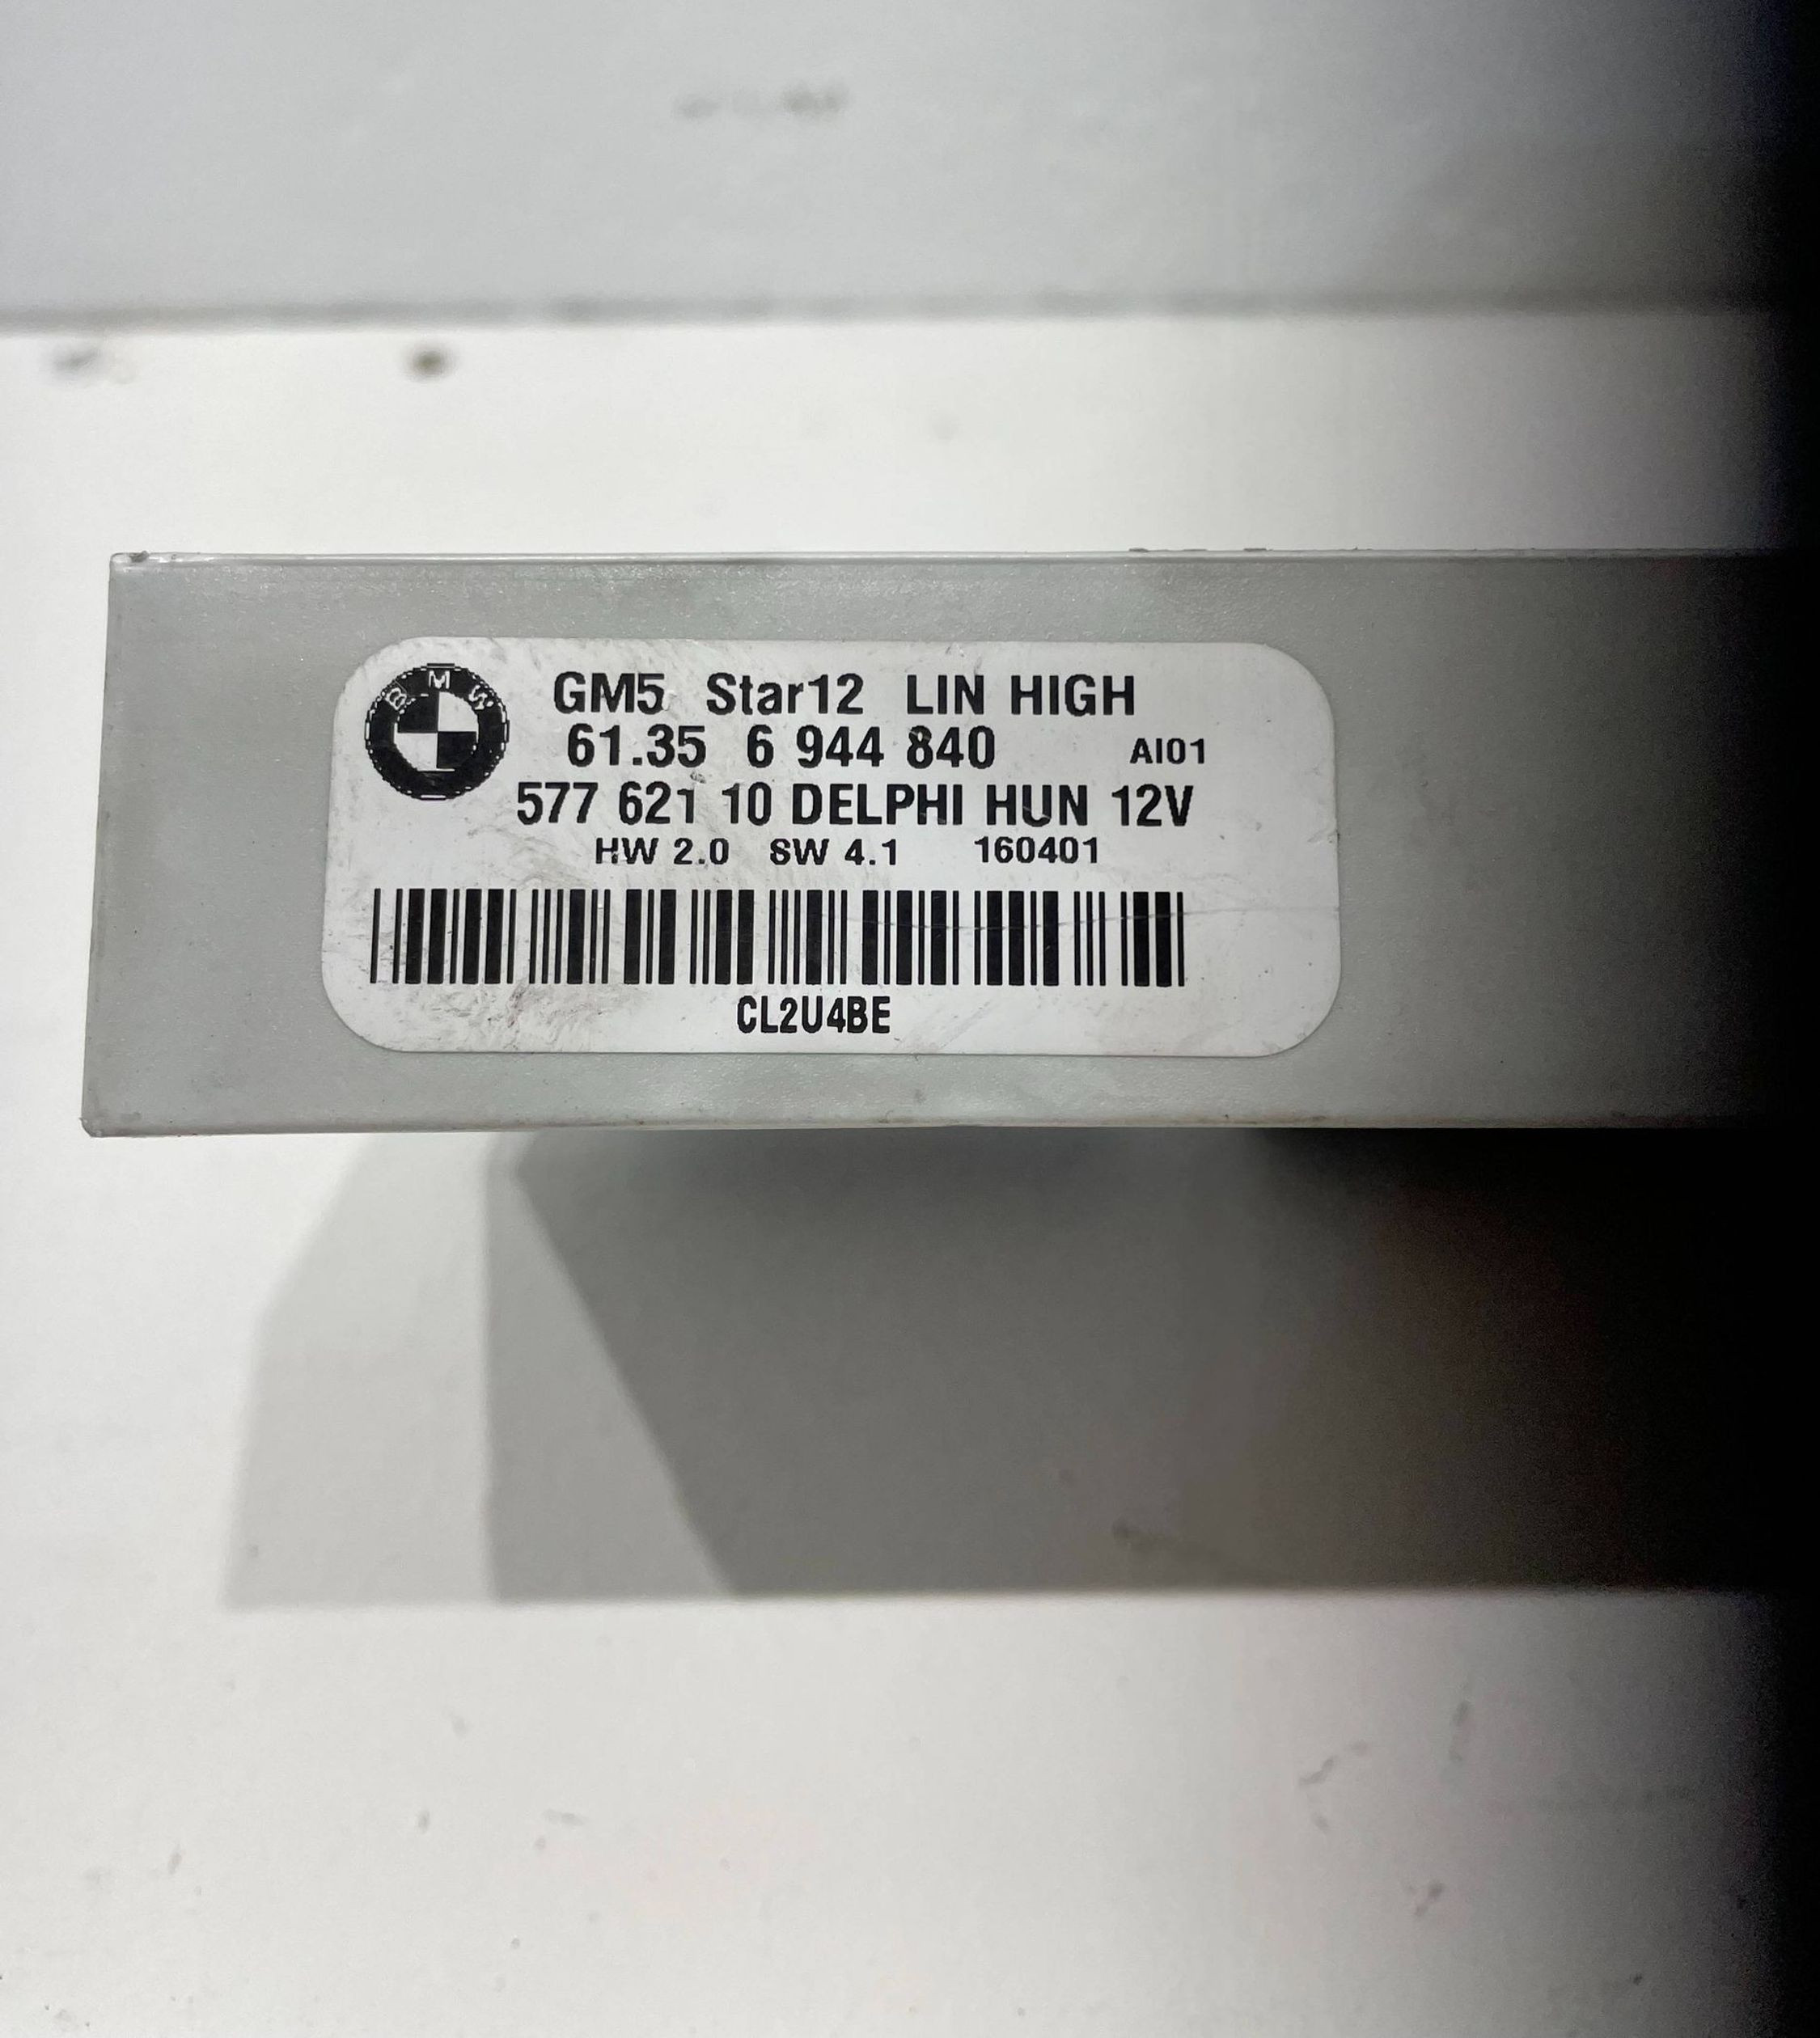 BMW
GM5 Star12 LIN HIGH
61.35 6 944 840 AI01
577 621 10 DELPHI HUN 12V
HW 2.0 SW 4.1 160401
CL2U4BE